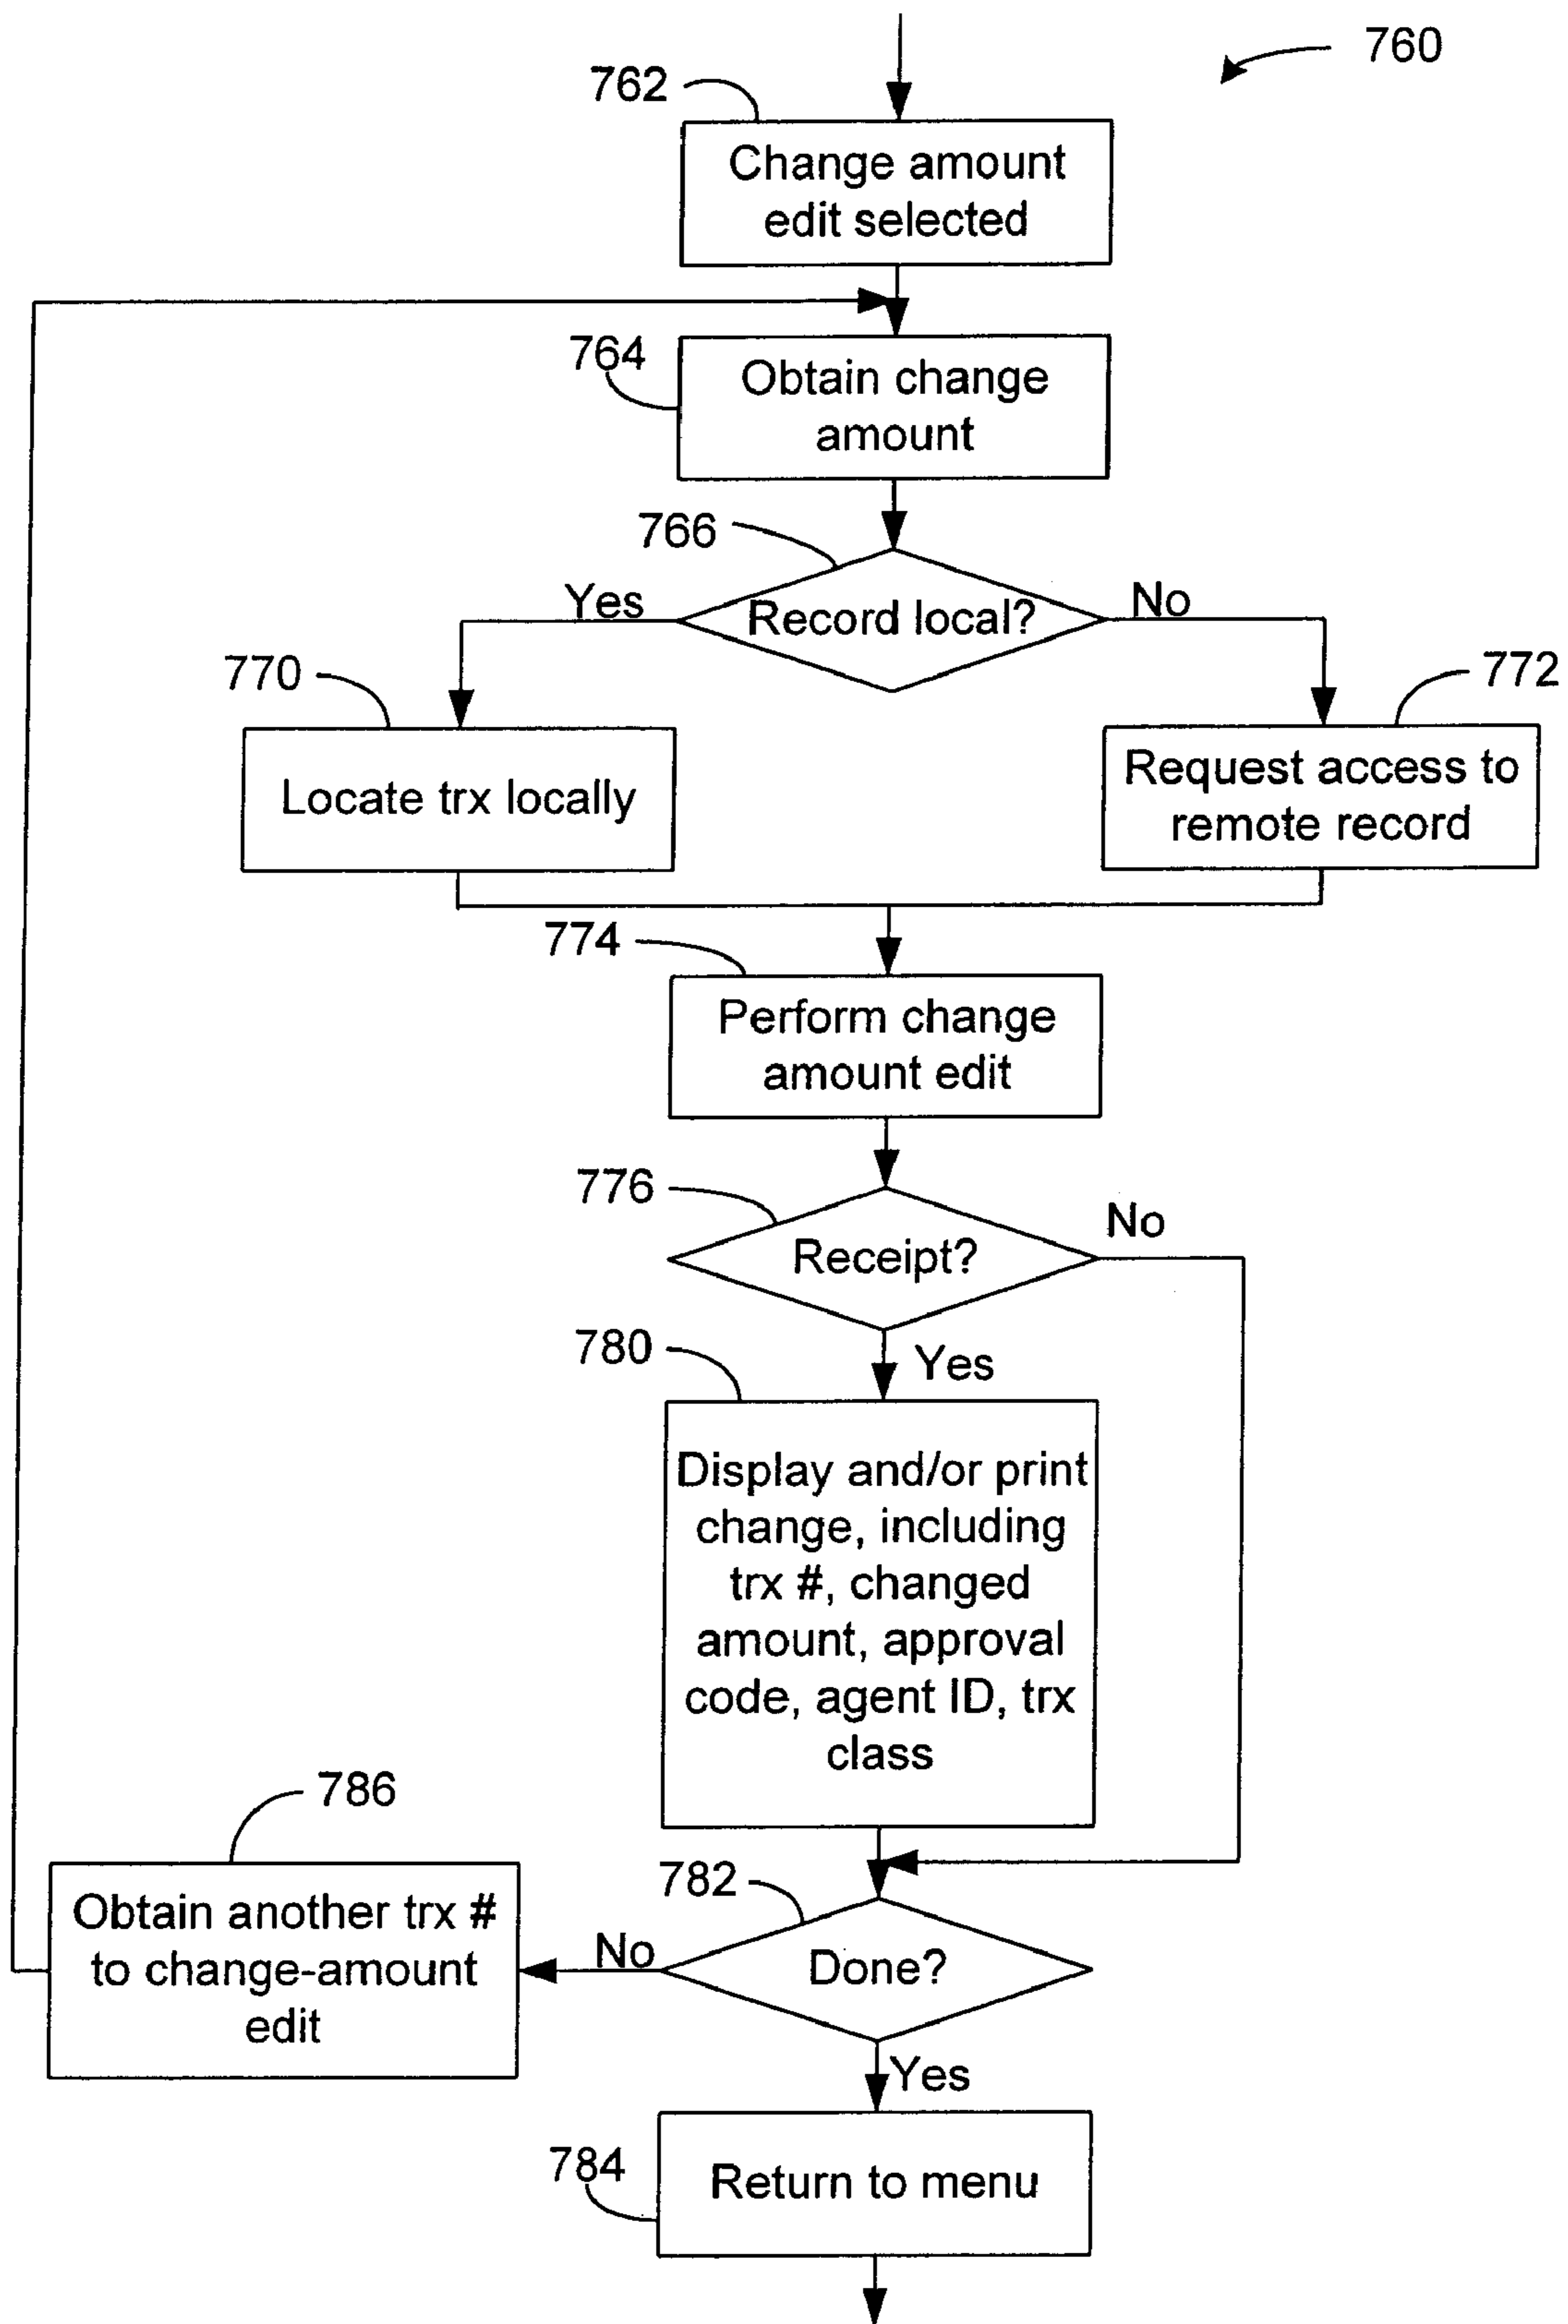 760
762
Change amount
edit selected
764
Obtain change
amount
766
Yes
Record local?
No
770
772
Locate trx locally
Request access to
remote record
774
Perform change
amount edit
776
No
Receipt?
780
Yes
Display and/or print
change, including
trx #, changed
amount, approval
code, agent ID, trx
class
786
782
Obtain another trx #
to change-amount
edit
No
Done?
Yes
784
Return to menu